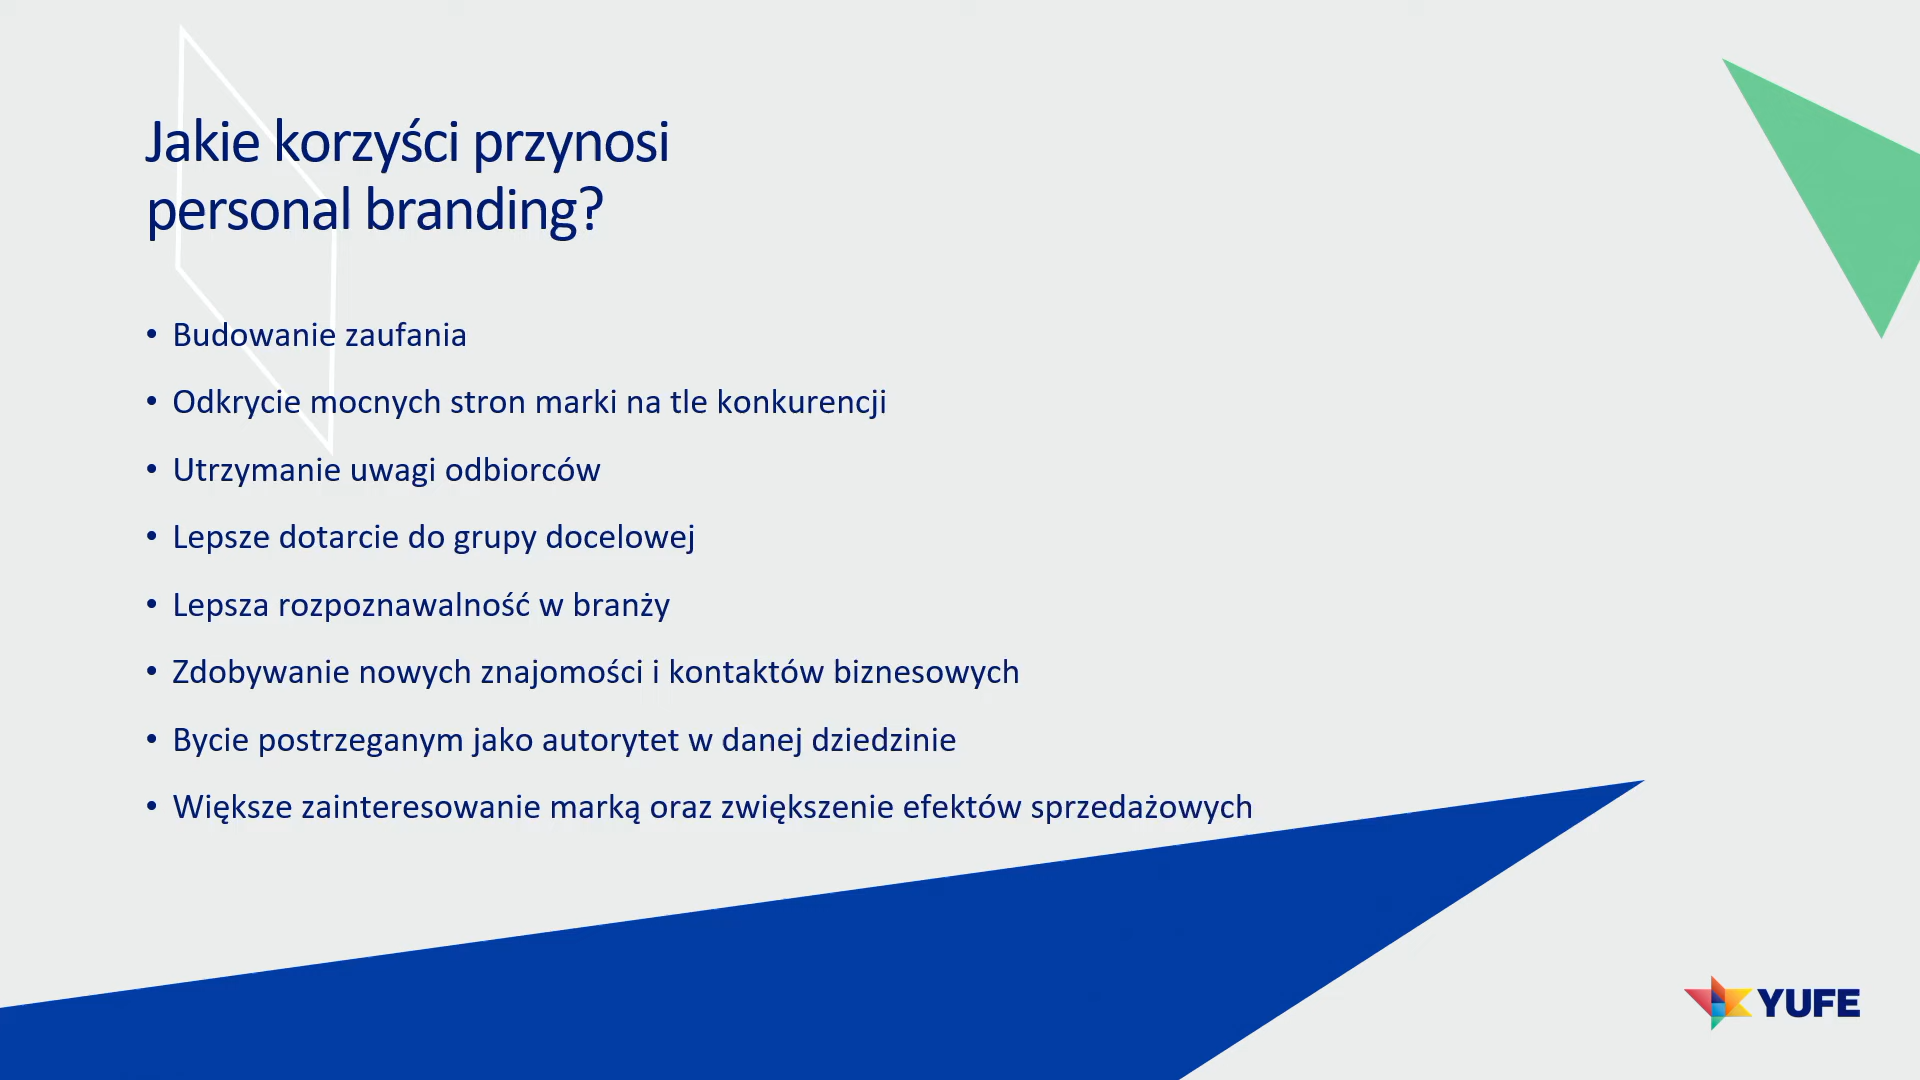 Jakie korzyści przynosi
personal branding?
• Budowanie zaufania
• Odkrycie mocnych stron marki na tle konkurencji
• Utrzymanie uwagi odbiorców
• Lepsze dotarcie do grupy docelowej
• Lepsza rozpoznawalność w branży
• Zdobywanie nowych znajomości i kontaktów biznesowych
• Bycie postrzeganym jako autorytet w danej dziedzinie
• Większe zainteresowanie marką oraz zwiększenie efektów sprzedażowych
YUFE